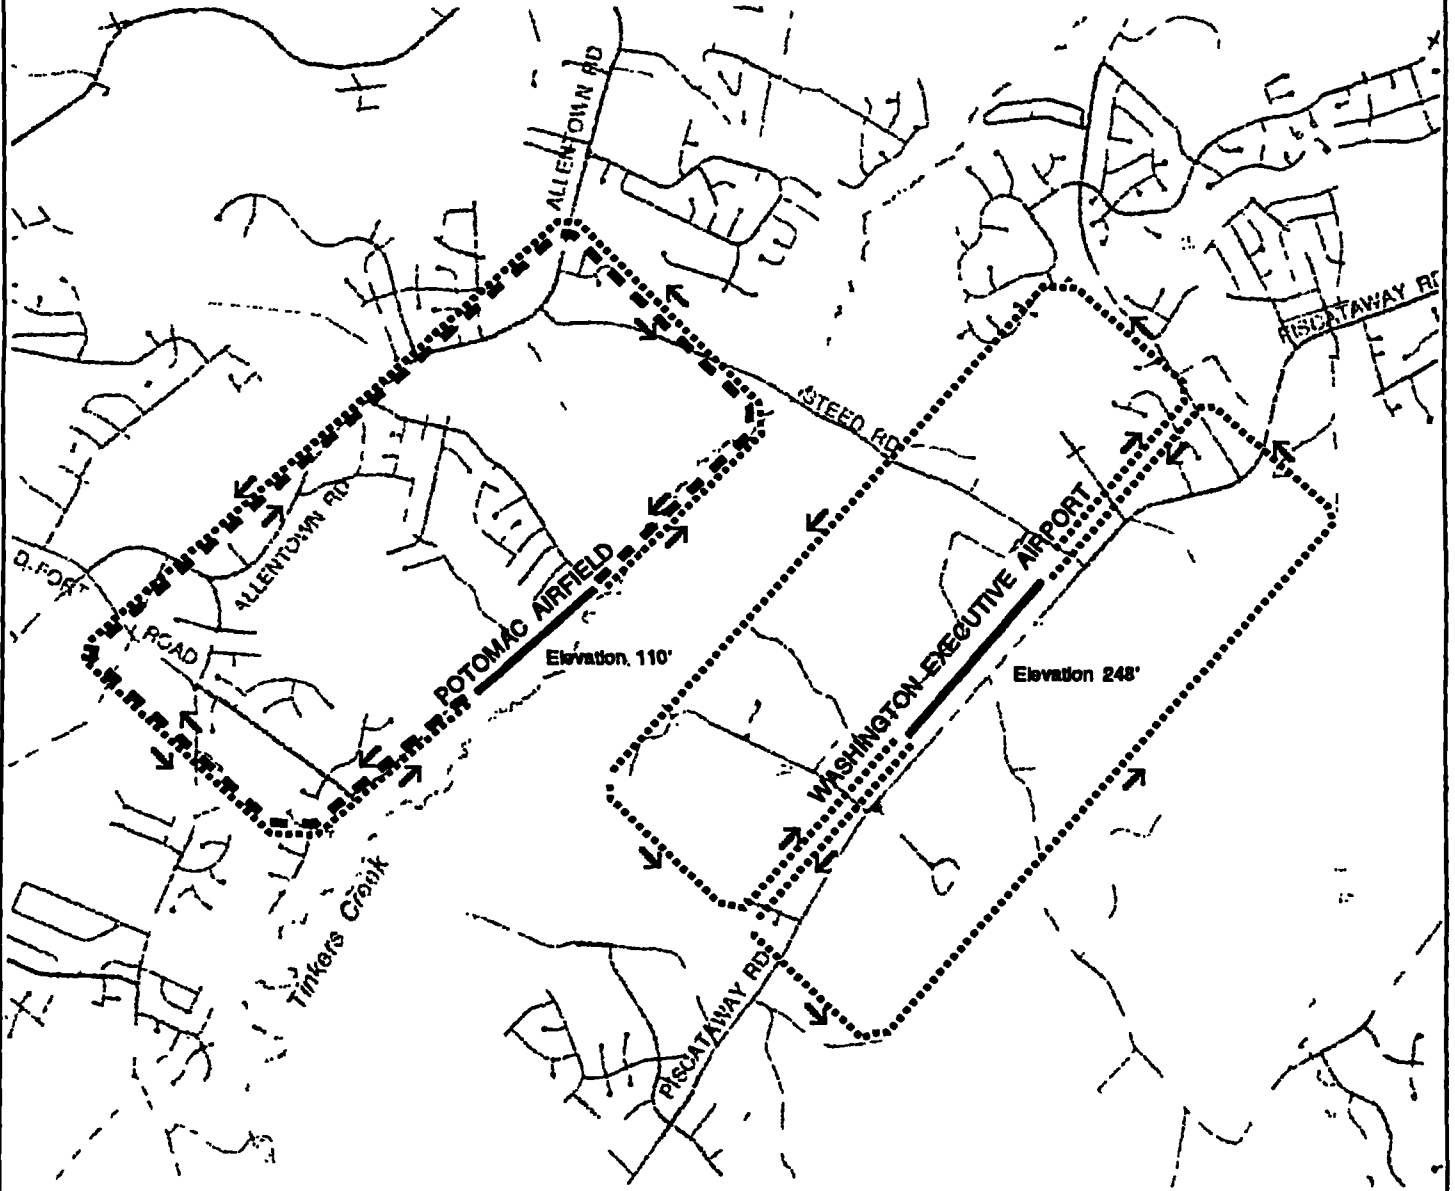 ALLENTOWN RD
PISCATAWAY RD
STEED RD
ALLENTOWN RD
ROAD
POTOMAC AIRFIELD
Elevation, 110'
WASHINGTON EXECUTIVE AIRPORT
Elevation 248'
Tinkers Creek
PISCATAWAY RD